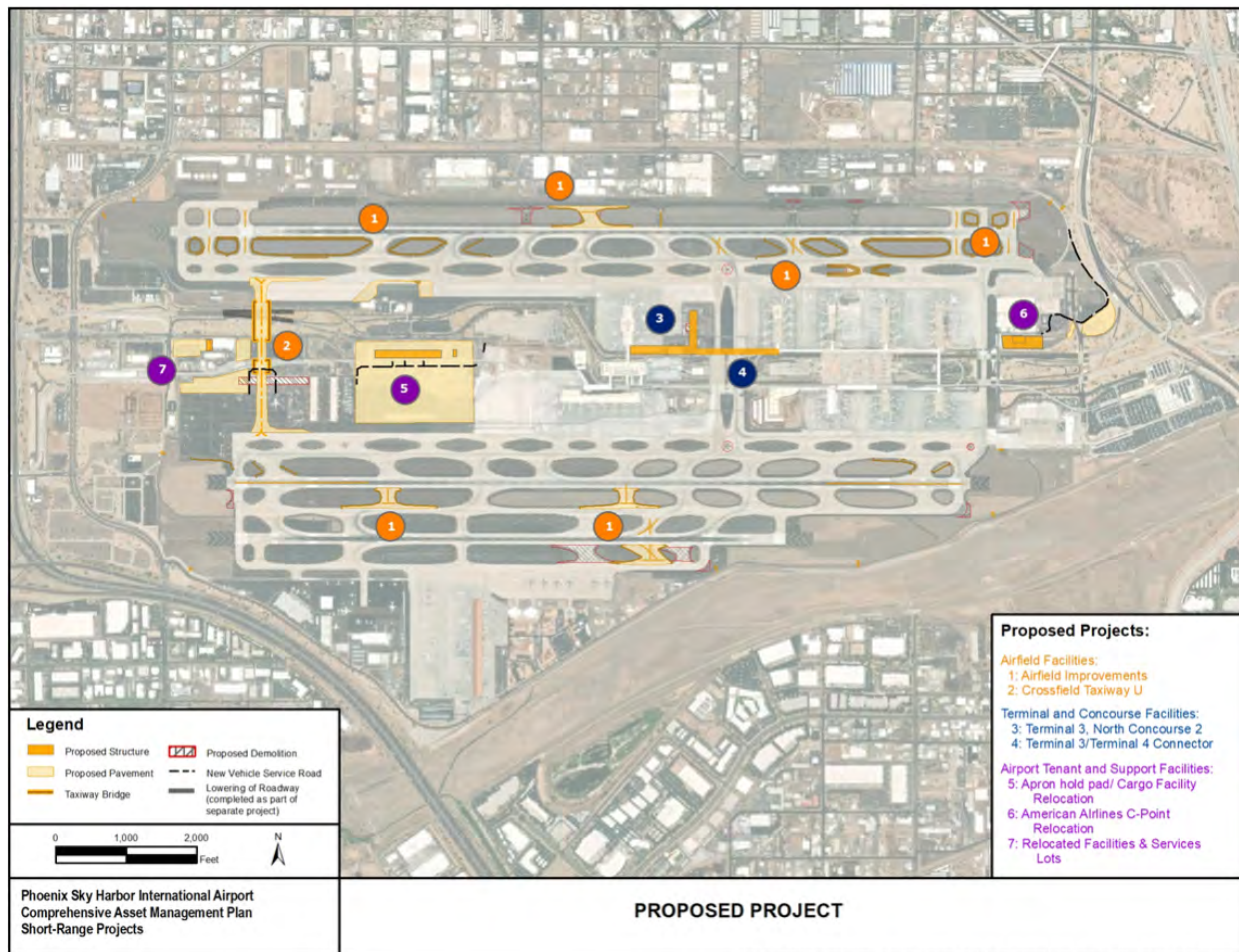 1
1
1
1
3
6
2
7
4
5
1
1
Proposed Projects:
Airfield Facilities:
1: Airfield Improvements
2: Crossfield Taxiway U
Terminal and Concourse Facilities:
3: Terminal 3, North Concourse 2
4: Terminal 3/Terminal 4 Connector
Airport Tenant and Support Facilities:
5: Apron hold pad/ Cargo Facility
Relocation
6: American AIrlines C-Point
Relocation
7: Relocated Facilities & Services
Lots
Legend
Proposed Structure
Proposed Pavement
Taxiway Bridge
Proposed Demolition
New Vehicle Service Road
Lowering of Roadway
(completed as part of
separate project)
0 1,000 2,000
Feet
N
Phoenix Sky Harbor International Airport
Comprehensive Asset Management Plan
Short-Range Projects
PROPOSED PROJECT